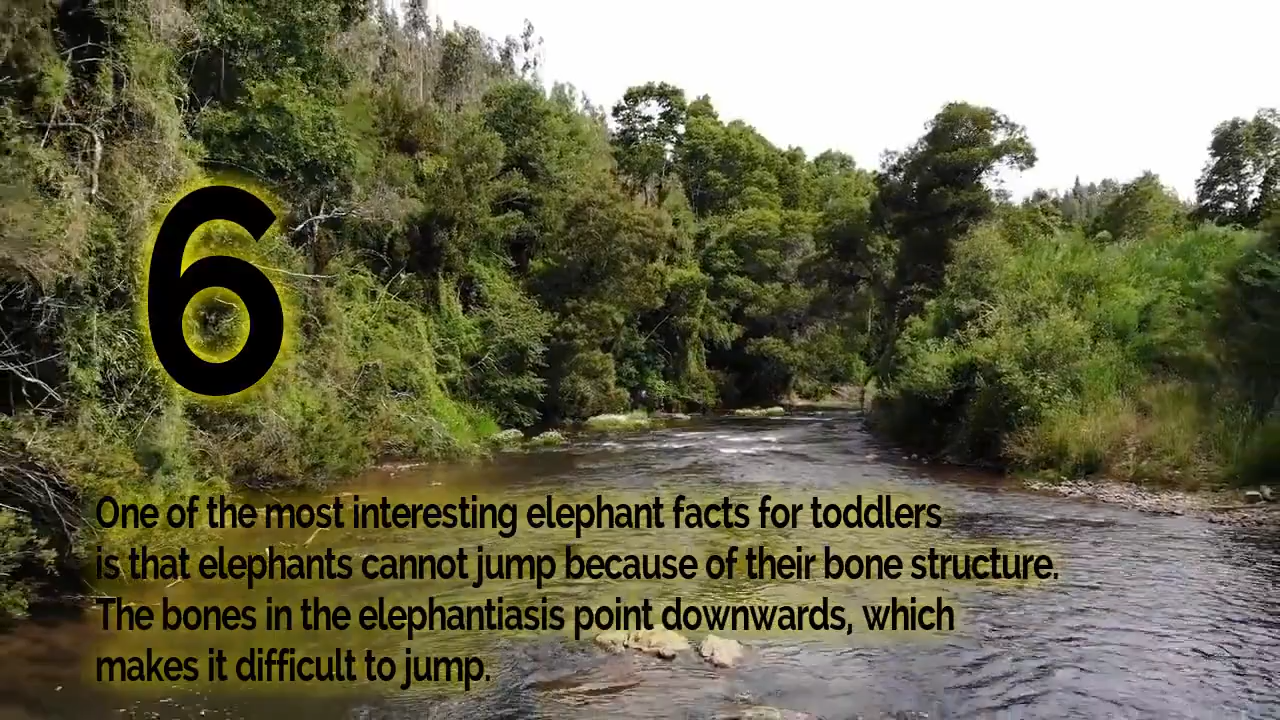 6
One of the most interesting elephant facts for toddlers
is that elephants cannot jump because of their bone structure.
The bones in the elephantiasis point downwards, which
makes it difficult to jump.